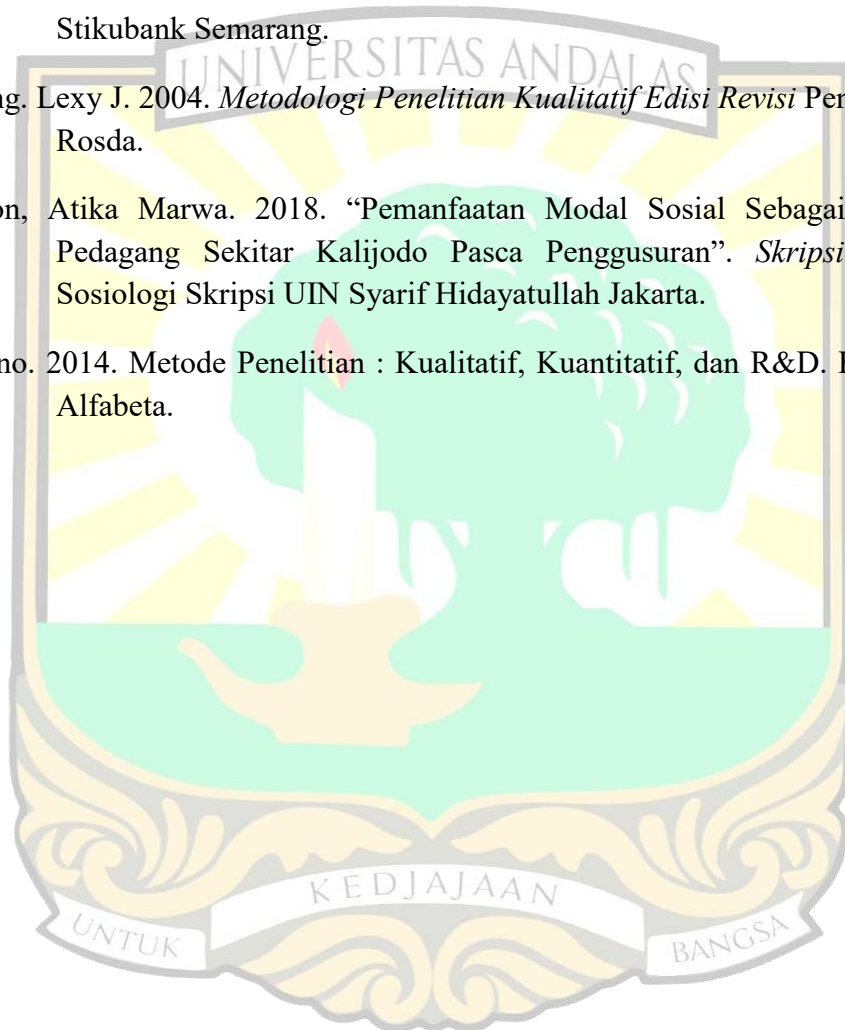 Stikubank Semarang.
UNIVERSITAS ANDALAS
ng. Lexy J. 2004. Metodologi Penelitian Kualitatif Edisi Revisi Pen
Rosda.
on, Atika Marwa. 2018. “Pemanfaatan Modal Sosial Sebagai
Pedagang Sekitar Kalijodo Pasca Penggusuran”. Skripsi
Sosiologi Skripsi UIN Syarif Hidayatullah Jakarta.
no. 2014. Metode Penelitian : Kualitatif, Kuantitatif, dan R&D.
Alfabeta.
UNTUK KEDJAJAAN BANGSA